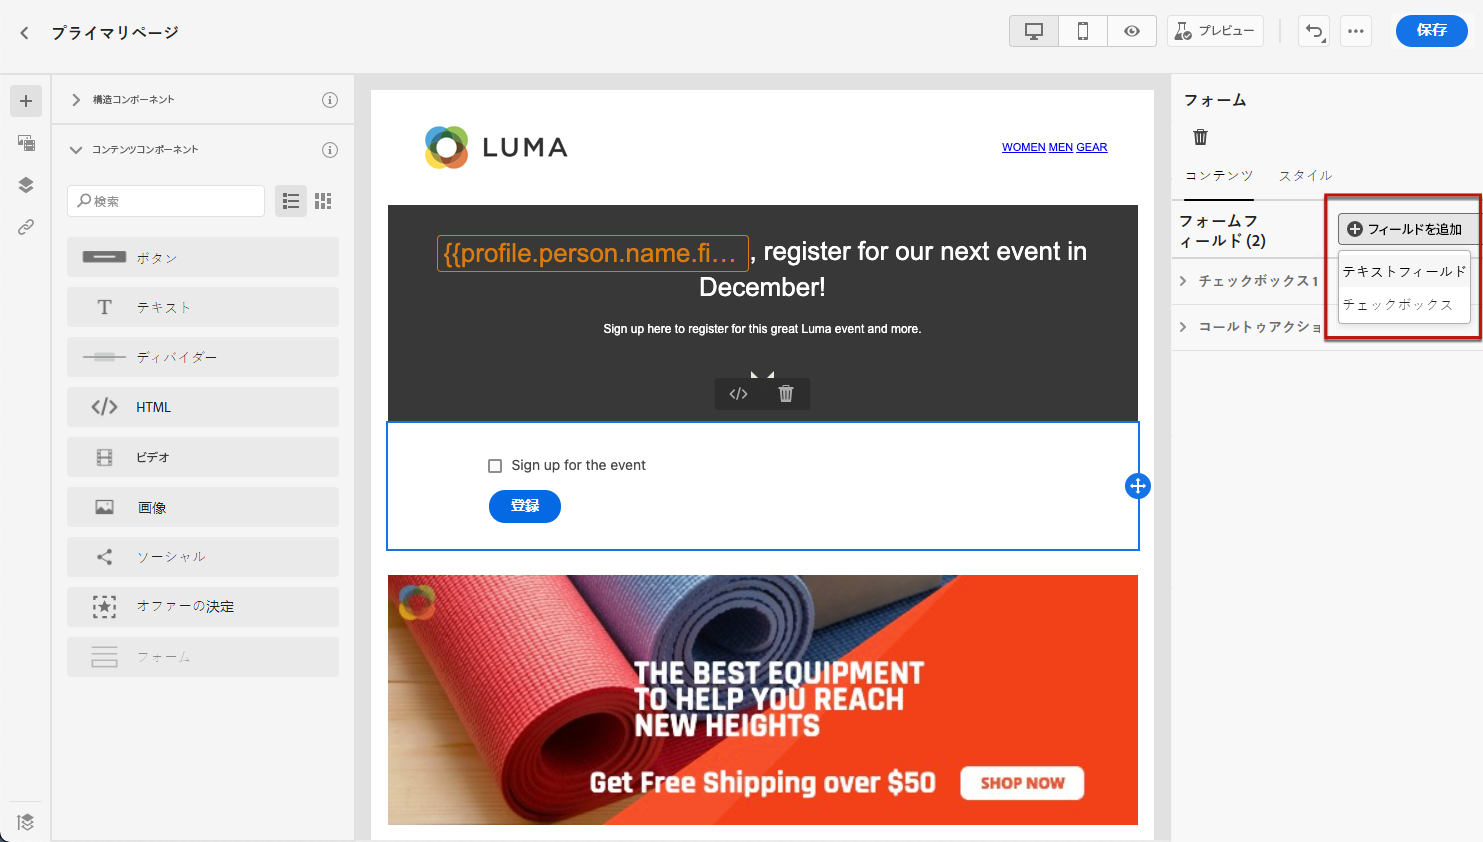 プライマリページ
プレビュー
保存
構造コンポーネント
コンテンツコンポーネント
検索
ボタン
テキスト
ディバイダー
HTML
ビデオ
画像
ソーシャル
オファーの決定
フォーム
LUMA
WOMEN MEN GEAR
{{profile.person.name.fi... , register for our next event in
December!
Sign up here to register for this great Luma event and more.
Sign up for the event
登録
THE BEST EQUIPMENT
TO HELP YOU REACH
NEW HEIGHTS
Get Free Shipping over $50
SHOP NOW
フォーム
コンテンツ
スタイル
フォームフ
ィールド (2)
フィールドを追加
テキストフィールド
チェックボックス
チェックボックス 1
コールトゥアクショ